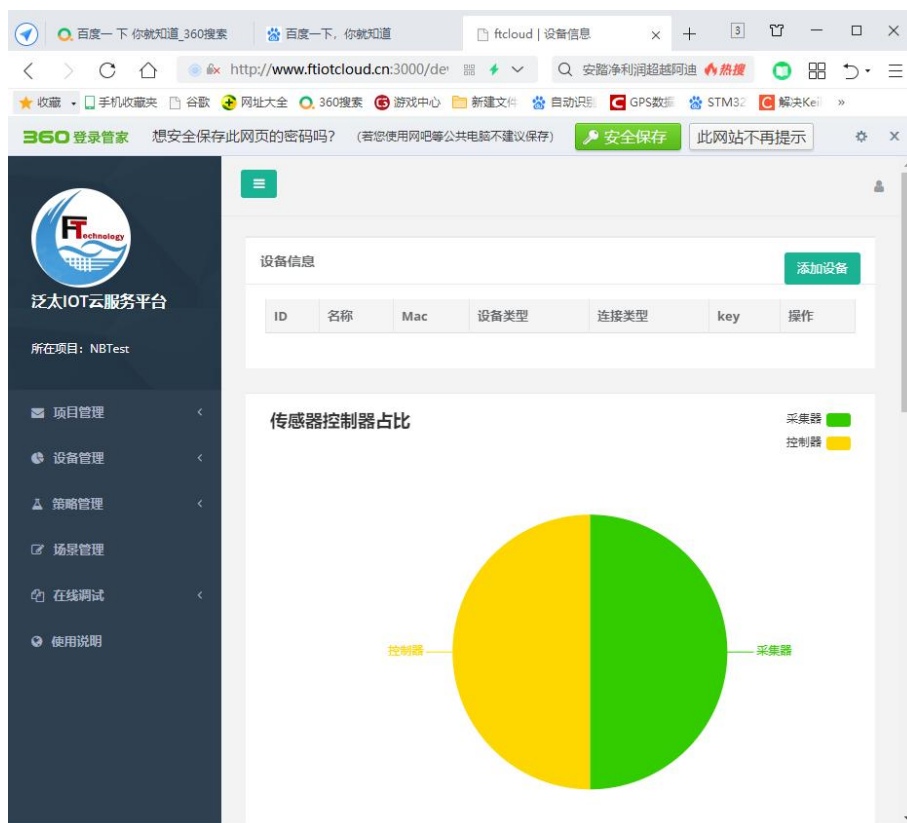 百度一下 你就知道_360搜索
百度一下，你就知道
ftcloud | 设备信息
3
http://www.ftiotcloud.cn:3000/de
安踏净利润超越阿迪 热搜
收藏 手机收藏夹 谷歌 网址大全 360搜索 游戏中心 新建文件 自动识别 GPS数据 STM32 解决Kei »
360 登录管家 想安全保存此网页的密码吗？ (若您使用网吧等公共电脑不建议保存) 安全保存 此网站不再提示
FT echnology
泛太IOT云服务平台
所在项目：NBTest
项目管理
设备管理
策略管理
场景管理
在线调试
使用说明
设备信息
添加设备
ID 名称 Mac 设备类型 连接类型 key 操作
传感器控制器占比
采集器
控制器
控制器
采集器